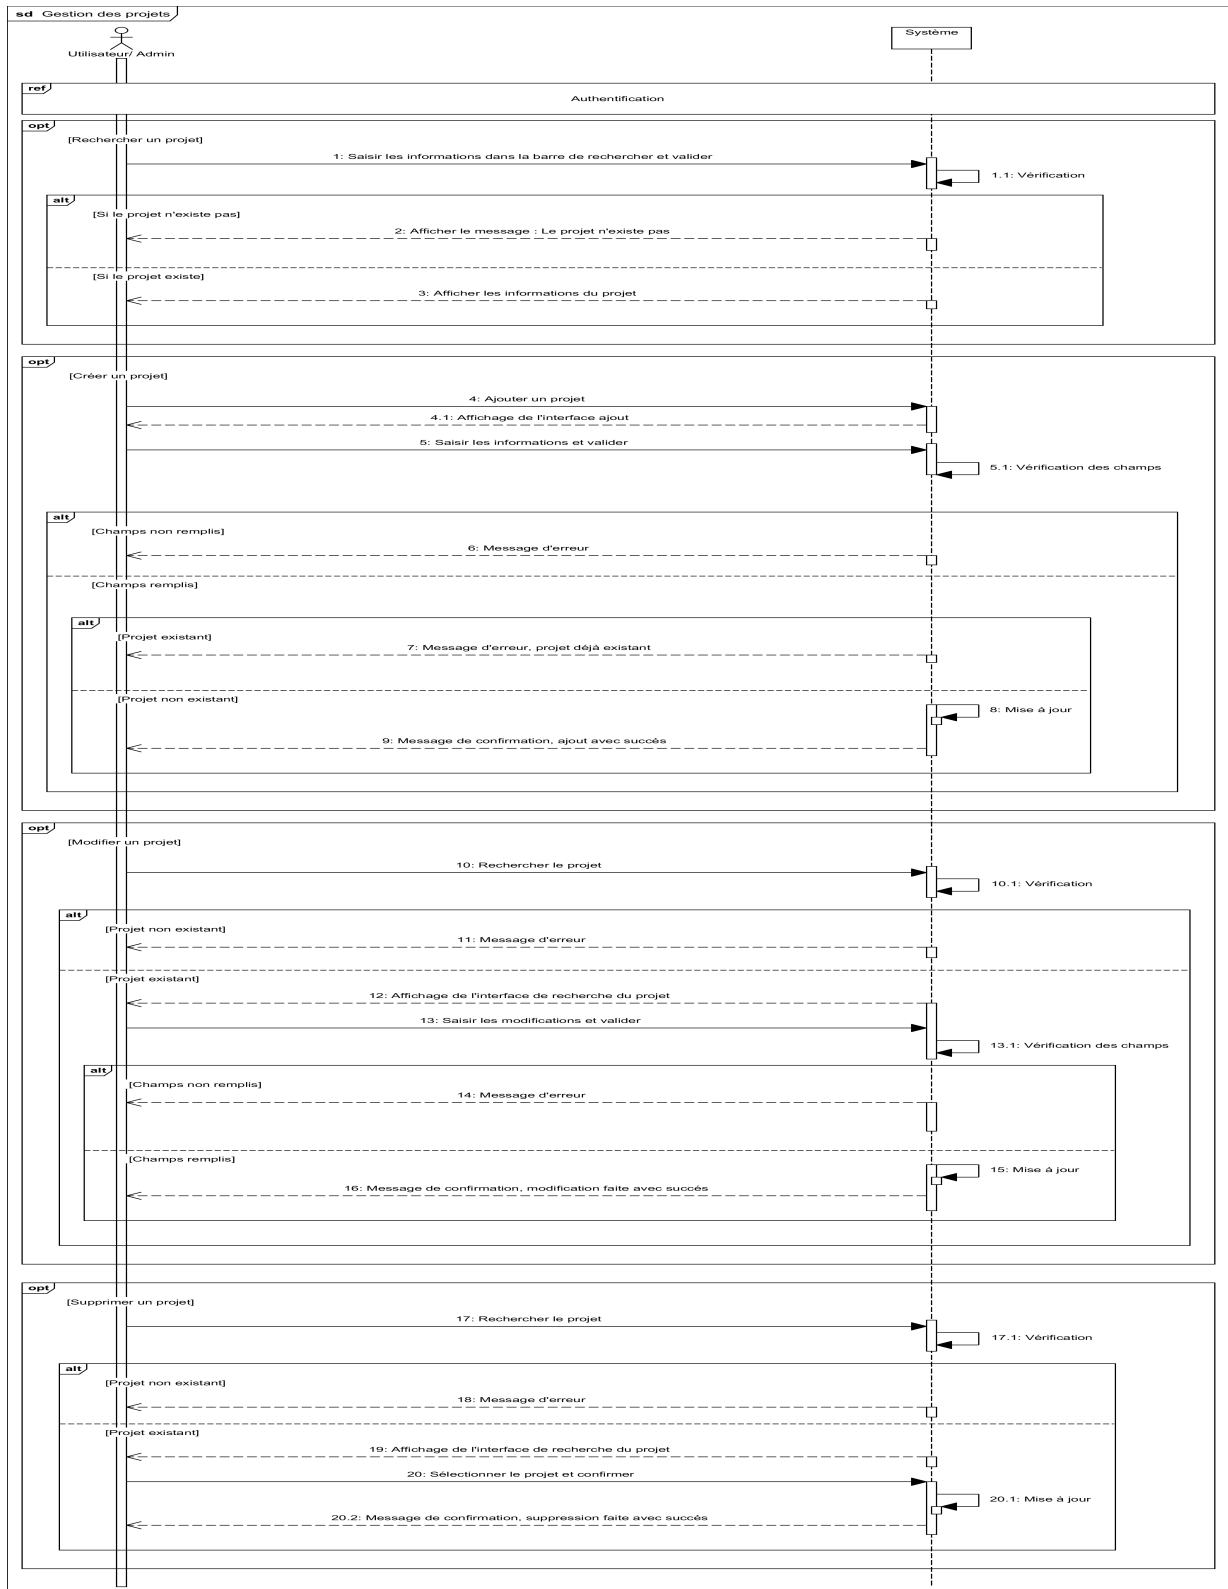 sd Gestion des projets
Utilisateur/ Admin
Système
ref
Authentification
opt
[Rechercher un projet]
1: Saisir les informations dans la barre de rechercher et valider
1.1: Vérification
alt
[Si le projet n'existe pas]
2: Afficher le message : Le projet n'existe pas
[Si le projet existe]
3: Afficher les informations du projet
opt
[Créer un projet]
4: Ajouter un projet
4.1: Affichage de l'interface ajout
5: Saisir les informations et valider
5.1: Vérification des champs
alt
[Champs non remplis]
6: Message d'erreur
[Champs remplis]
alt
[Projet existant]
7: Message d'erreur, projet déjà existant
[Projet non existant]
8: Mise à jour
9: Message de confirmation, ajout avec succés
opt
[Modifier un projet]
10: Rechercher le projet
10.1: Vérification
alt
[Projet non existant]
11: Message d'erreur
[Projet existant]
12: Affichage de l'interface de recherche du projet
13: Saisir les modifications et valider
13.1: Vérification des champs
alt
[Champs non remplis]
14: Message d'erreur
[Champs remplis]
15: Mise à jour
16: Message de confirmation, modification faite avec succés
opt
[Supprimer un projet]
17: Rechercher le projet
17.1: Vérification
alt
[Projet non existant]
18: Message d'erreur
[Projet existant]
19: Affichage de l'interface de recherche du projet
20: Sélectionner le projet et confirmer
20.1: Mise à jour
20.2: Message de confirmation, suppression faite avec succés